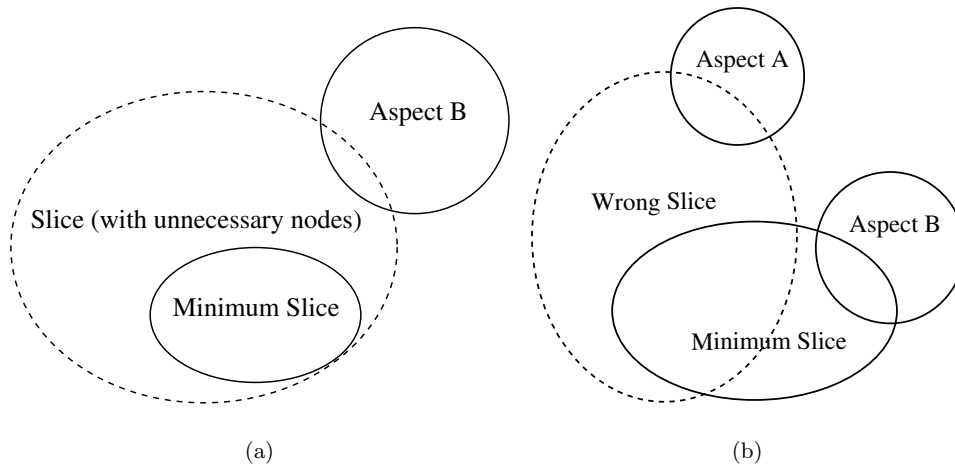 Aspect B
Slice (with unnecessary nodes)
Minimum Slice
(a)
Aspect A
Wrong Slice
Aspect B
Minimum Slice
(b)